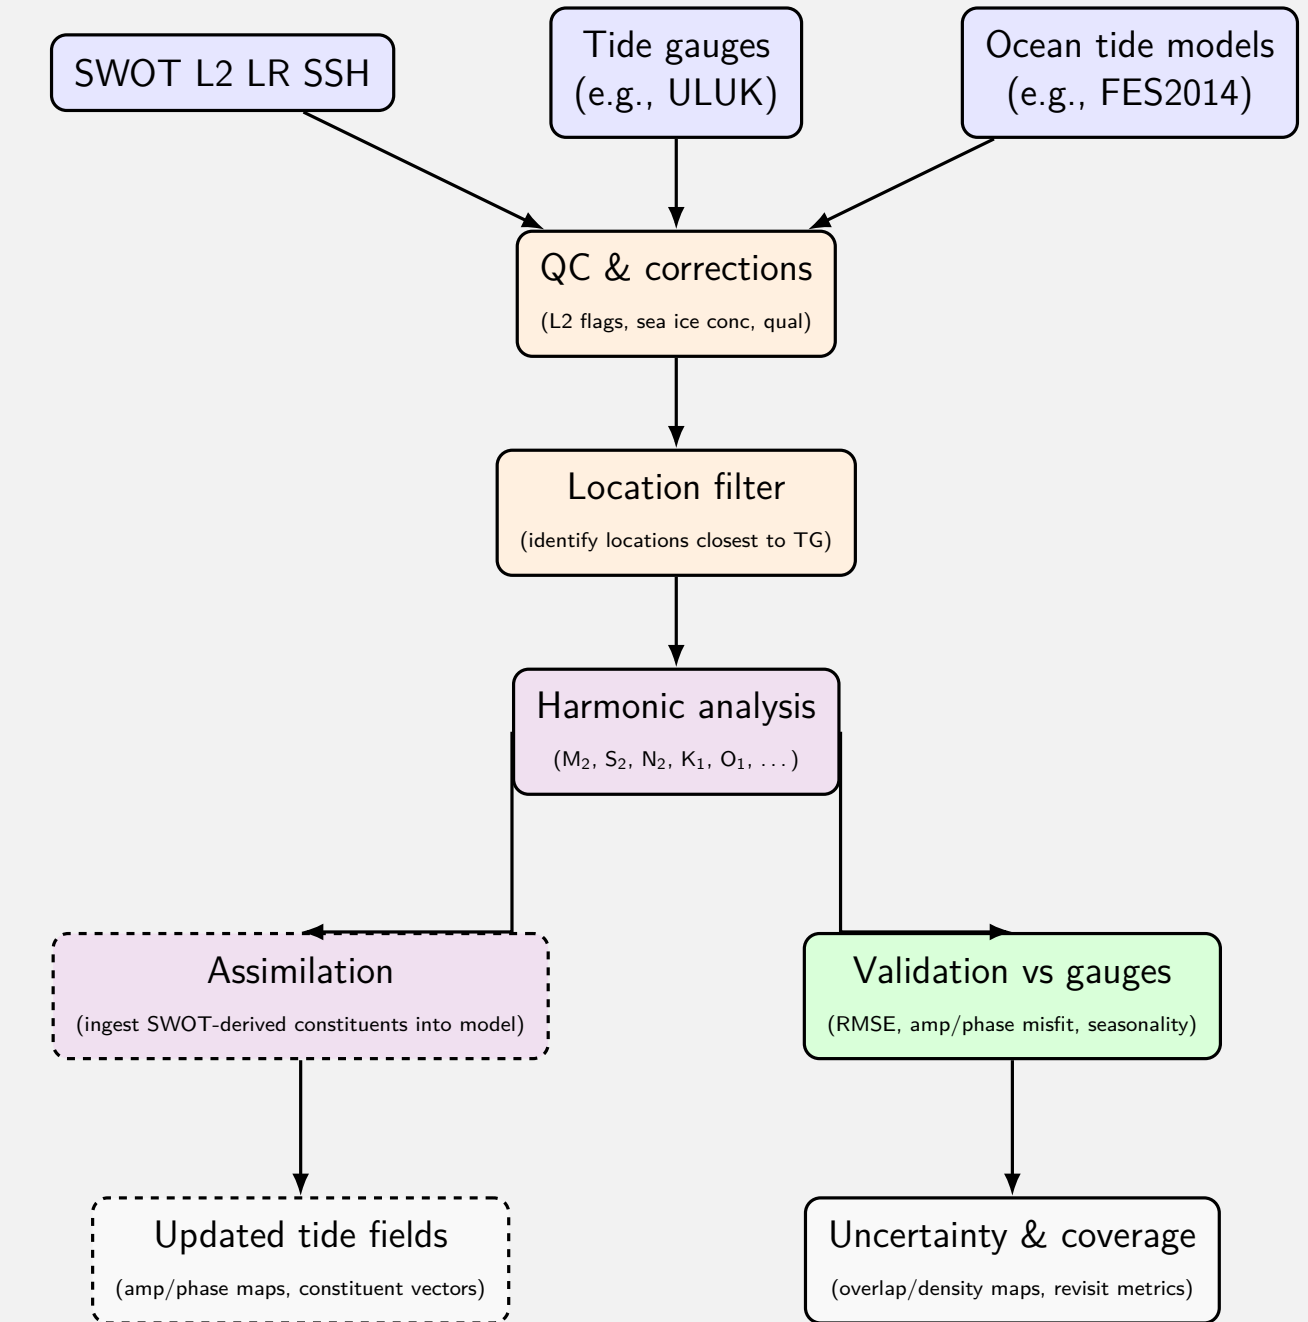 SWOT L2 LR SSH
Tide gauges
(e.g., ULUK)
Ocean tide models
(e.g., FES2014)
QC & corrections
(L2 flags, sea ice conc, qual)
Location filter
(identify locations closest to TG)
Harmonic analysis
(M₂, S₂, N₂, K₁, O₁, ...)
Assimilation
(ingest SWOT-derived constituents into model)
Validation vs gauges
(RMSE, amp/phase misfit, seasonality)
Updated tide fields
(amp/phase maps, constituent vectors)
Uncertainty & coverage
(overlap/density maps, revisit metrics)